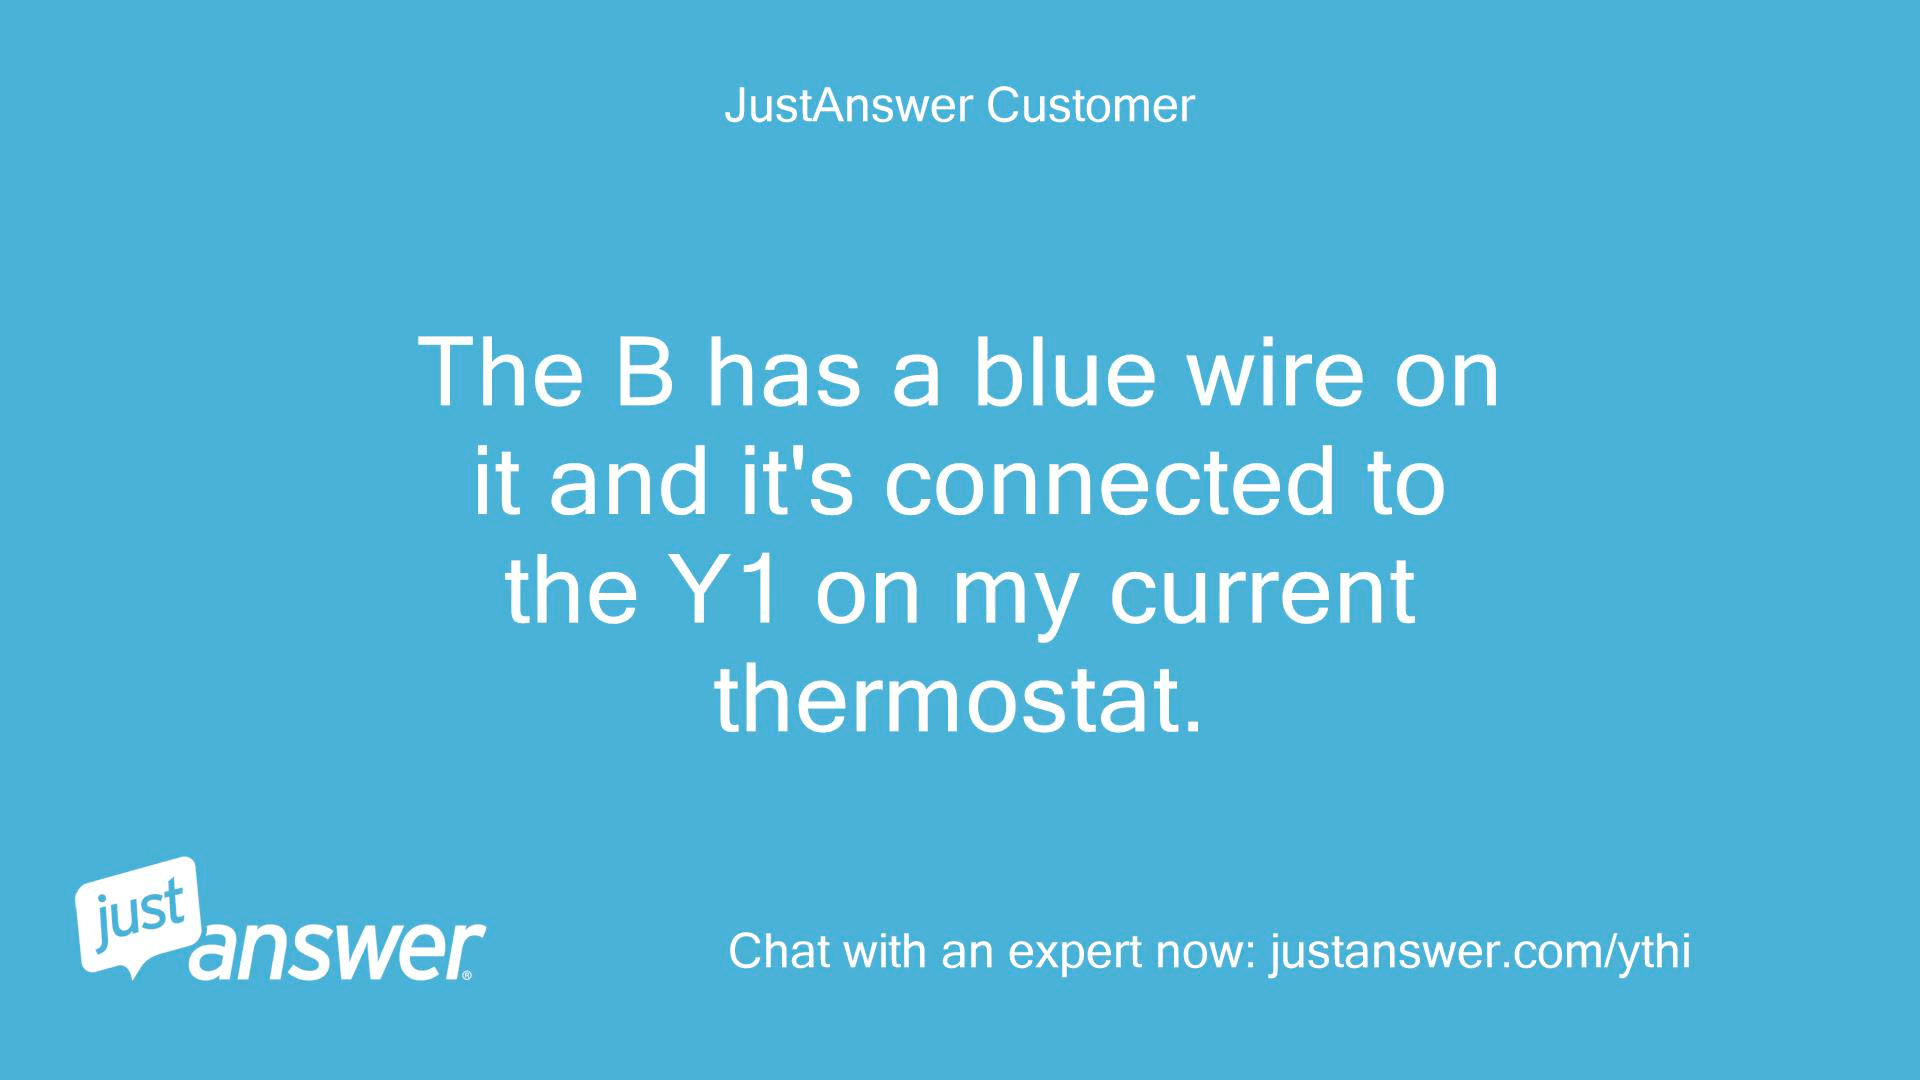 JustAnswer Customer
The B has a blue wire on
it and it's connected to
the Y1 on my current
thermostat.
just
answer®
Chat with an expert now: justanswer.com/ythi